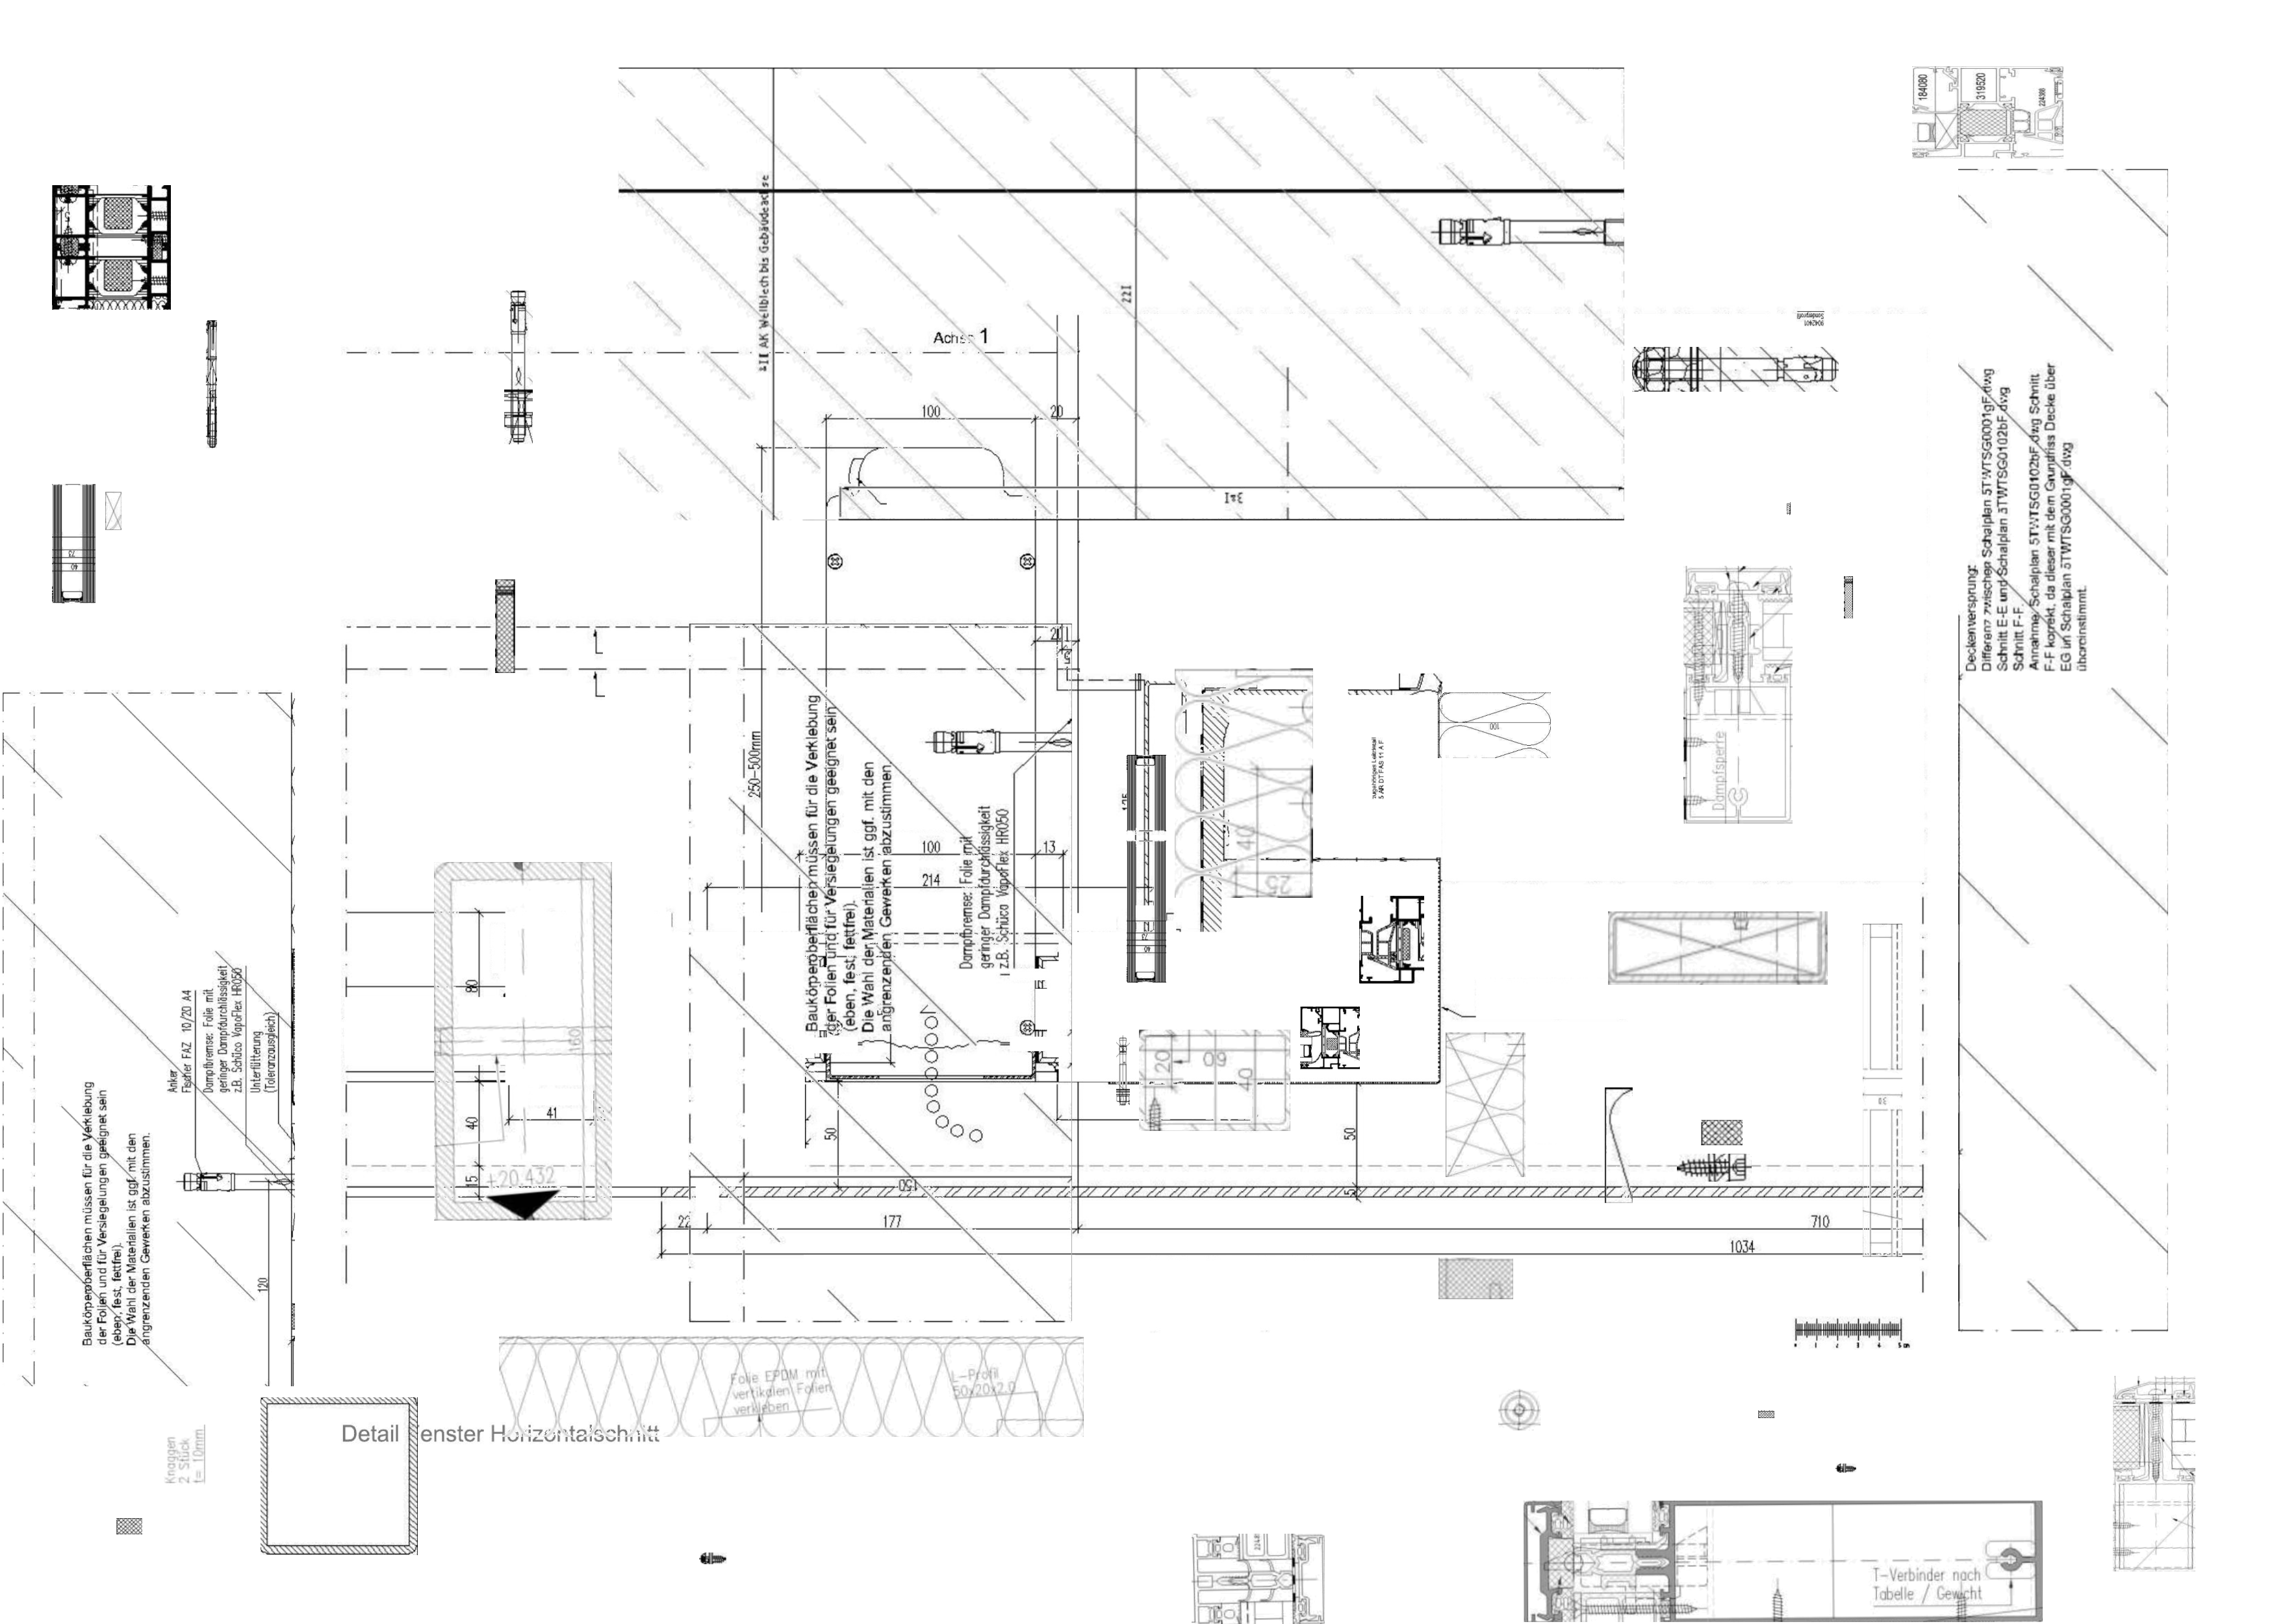 184080
319520
Achse 1
AK Wellblech bis Gebäudeachse
221
100
20
Deckenversprung:
Differenz zwischen Schalplan 5TWTSG0001gF.dwg
Schnitt E-E und Schalplan 5TWTSG0102bF.dwg
Schnitt F-F.
Annahme: Schalplan 5TWTSG0102bF.dwg Schnitt
F-F korrekt, da dieser mit dem Grundriss Decke über
EG in Schalplan 5TWTSG0001gF.dwg
übereinstimmt.
73
40
250-500mm
Baukörperoberflächen müssen für die Verklebung
der Folien und für Versiegelungen geeignet sein
(eben, fest, fettfrei).
Die Wahl der Materialien ist ggf. mit den
angrenzenden Gewerken abzustimmen.
Dampfbremse: Folie mit
geringer Dampfdurchlässigkeit
z.B. Schüco VapoFlex HR050
100
13
214
125
40
25
100
Dampfsperre
Anker
Fischer FAZ 10/20 A4
Dampfbremse: Folie mit
geringer Dampfdurchlässigkeit
z.B. Schüco VapoFlex HR050
Unterfütterung
(Toleranzausgleich)
Baukörperoberflächen müssen für die Verklebung
der Folien und für Versiegelungen geeignet sein
(eben, fest, fettfrei).
Die Wahl der Materialien ist ggf. mit den
angrenzenden Gewerken abzustimmen.
120
80
160
40
41
15
+20.432
20
60
40
50
50
5
150
22
177
710
1034
Folie EPDM mit
vertikalen Folien
verkleben
L-Profil
50x20x2.0
Detail Fenster Horizontalschnitt
Knaggen
2 Stück
t= 10mm
T-Verbinder nach
Tabelle / Gewicht